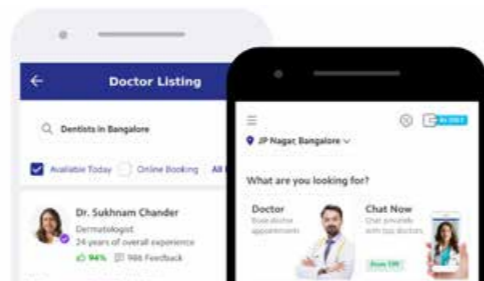 Doctor Listing
Dentists in Bangalore
Available Today Online Booking All
Dr. Sukhnam Chander
Dermatologist
24 years of overall experience
94% 986 Feedback
JP Nagar, Bangalore
What are you looking for?
Doctor
Book doctor
appointments
Chat Now
Chat privately
with top doctors
From